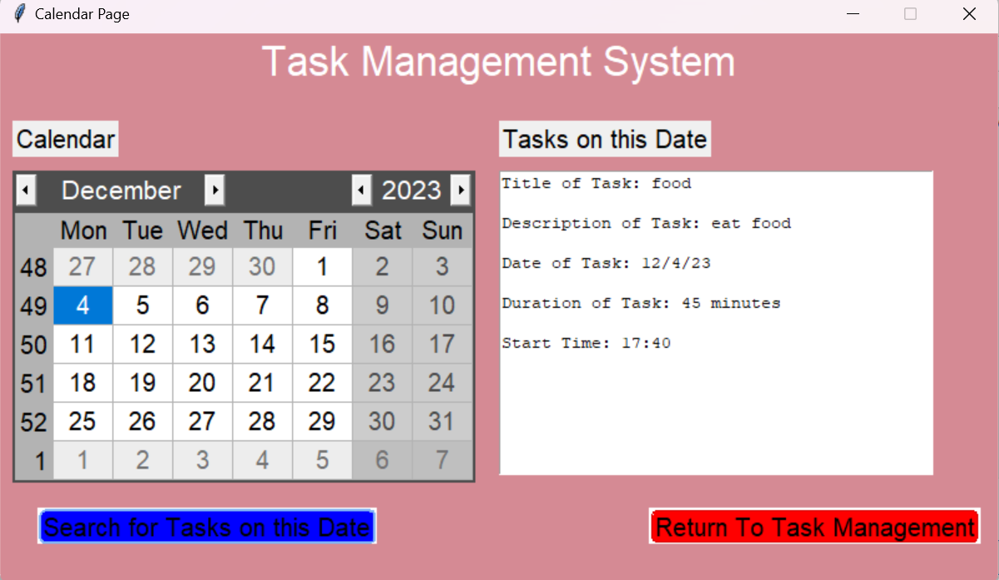 Calendar Page
Task Management System
Calendar
December 2023
Mon Tue Wed Thu Fri Sat Sun
48 27 28 29 30 1 2 3
49 4 5 6 7 8 9 10
50 11 12 13 14 15 16 17
51 18 19 20 21 22 23 24
52 25 26 27 28 29 30 31
1 1 2 3 4 5 6 7
Tasks on this Date
Title of Task: food
Description of Task: eat food
Date of Task: 12/4/23
Duration of Task: 45 minutes
Start Time: 17:40
Search for Tasks on this Date
Return To Task Management